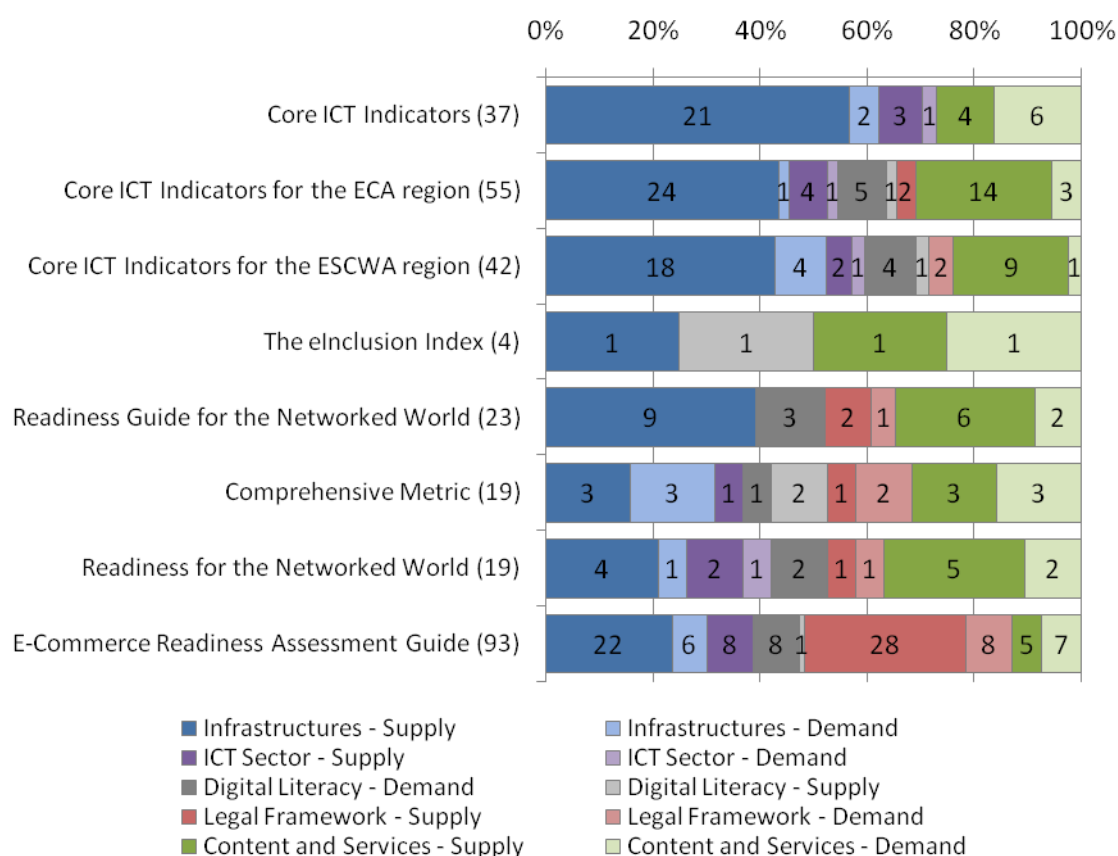 0% 20% 40% 60% 80% 100%
Core ICT Indicators (37) 21 2 3 1 4 6
Core ICT Indicators for the ECA region (55) 24 1 4 1 5 1 2 14 3
Core ICT Indicators for the ESCWA region (42) 18 4 2 1 4 1 2 9 1
The eInclusion Index (4) 1 1 1 1
Readiness Guide for the Networked World (23) 9 3 2 1 6 2
Comprehensive Metric (19) 3 3 1 1 2 1 2 3 3
Readiness for the Networked World (19) 4 1 2 1 2 1 1 5 2
E-Commerce Readiness Assessment Guide (93) 22 6 8 8 1 28 8 5 7
Infrastructures - Supply Infrastructures - Demand
ICT Sector - Supply ICT Sector - Demand
Digital Literacy - Demand Digital Literacy - Supply
Legal Framework - Supply Legal Framework - Demand
Content and Services - Supply Content and Services - Demand